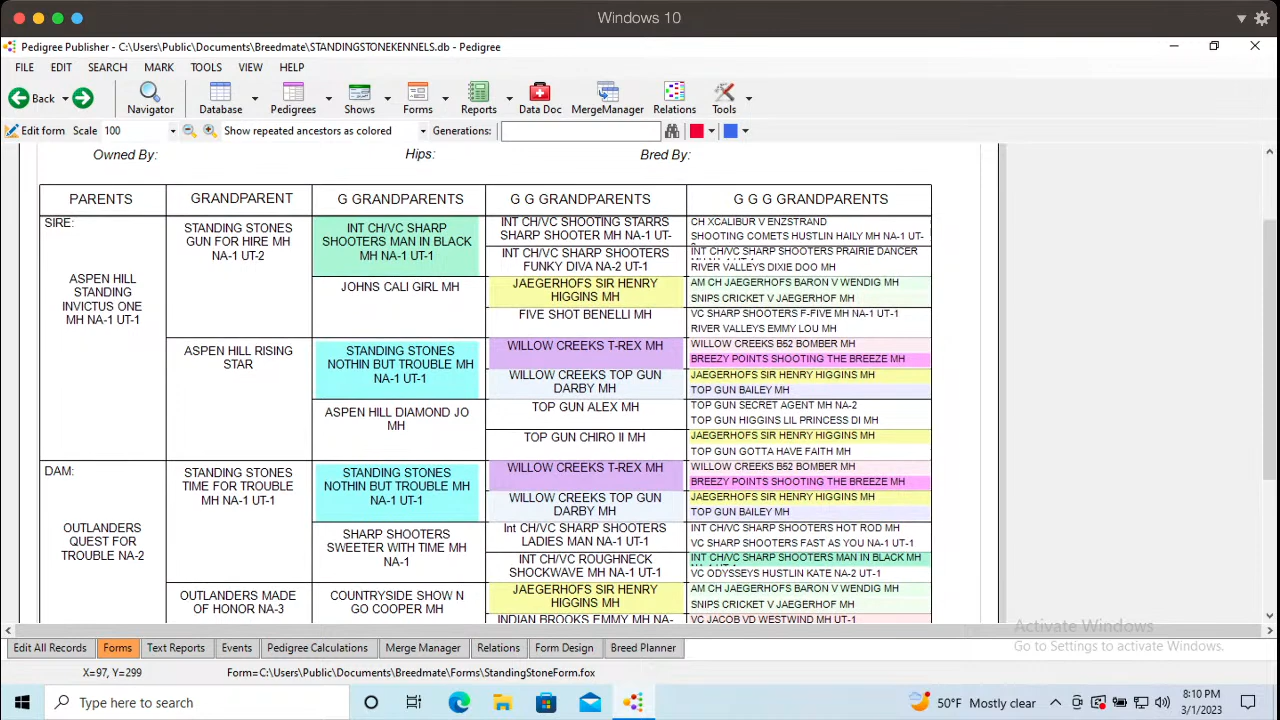 Windows 10
Pedigree Publisher - C:\Users\Public\Documents\Breedmate\STANDINGSTONEKENNELS.db - Pedigree
FILE EDIT SEARCH MARK TOOLS VIEW HELP
Back Navigator Database Pedigrees Shows Forms Reports Data Doc MergeManager Relations Tools
Edit form Scale 100 Show repeated ancestors as colored Generations:
Owned By: Hips: Bred By:
PARENTS GRANDPARENT G GRANDPARENTS G G GRANDPARENTS G G G GRANDPARENTS
SIRE:
ASPEN HILL
STANDING
INVICTUS ONE
MH NA-1 UT-1
STANDING STONES
GUN FOR HIRE MH
NA-1 UT-2
ASPEN HILL RISING
STAR
INT CH/VC SHARP
SHOOTERS MAN IN BLACK
MH NA-1 UT-1
JOHNS CALI GIRL MH
STANDING STONES
NOTHIN BUT TROUBLE MH
NA-1 UT-1
ASPEN HILL DIAMOND JO
MH
INT CH/VC SHOOTING STARRS
SHARP SHOOTER MH NA-1 UT-
INT CH/VC SHARP SHOOTERS
FUNKY DIVA NA-2 UT-1
JAEGERHOFS SIR HENRY
HIGGINS MH
FIVE SHOT BENELLI MH
WILLOW CREEKS T-REX MH
WILLOW CREEKS TOP GUN
DARBY MH
TOP GUN ALEX MH
TOP GUN CHIRO II MH
CH XCALIBUR V ENZSTRAND
SHOOTING COMETS HUSTLIN HAILY MH NA-1 UT-
INT CH/VC SHARP SHOOTERS PRAIRIE DANCER
RIVER VALLEYS DIXIE DOO MH
AM CH JAEGERHOFS BARON V WENDIG MH
SNIPS CRICKET V JAEGERHOF MH
VC SHARP SHOOTERS F-FIVE MH NA-1 UT-1
RIVER VALLEYS EMMY LOU MH
WILLOW CREEKS B52 BOMBER MH
BREEZY POINTS SHOOTING THE BREEZE MH
JAEGERHOFS SIR HENRY HIGGINS MH
TOP GUN BAILEY MH
TOP GUN SECRET AGENT MH NA-2
TOP GUN HIGGINS LIL PRINCESS DI MH
JAEGERHOFS SIR HENRY HIGGINS MH
TOP GUN GOTTA HAVE FAITH MH
DAM:
OUTLANDERS
QUEST FOR
TROUBLE NA-2
STANDING STONES
TIME FOR TROUBLE
MH NA-1 UT-1
OUTLANDERS MADE
OF HONOR NA-3
STANDING STONES
NOTHIN BUT TROUBLE MH
NA-1 UT-1
SHARP SHOOTERS
SWEETER WITH TIME MH
NA-1
COUNTRYSIDE SHOW N
GO COOPER MH
WILLOW CREEKS T-REX MH
WILLOW CREEKS TOP GUN
DARBY MH
Int CH/VC SHARP SHOOTERS
LADIES MAN NA-1 UT-1
INT CH/VC ROUGHNECK
SHOCKWAVE MH NA-1 UT-1
JAEGERHOFS SIR HENRY
HIGGINS MH
INDIAN BROOKS EMMY MH NA-
WILLOW CREEKS B52 BOMBER MH
BREEZY POINTS SHOOTING THE BREEZE MH
JAEGERHOFS SIR HENRY HIGGINS MH
TOP GUN BAILEY MH
INT CH/VC SHARP SHOOTERS HOT ROD MH
VC SHARP SHOOTERS FAST AS YOU NA-1 UT-1
INT CH/VC SHARP SHOOTERS MAN IN BLACK MH
VC ODYSSEYS HUSTLIN KATE NA-2 UT-1
AM CH JAEGERHOFS BARON V WENDIG MH
SNIPS CRICKET V JAEGERHOF MH
VC JACOB VD WESTWIND MH UT-1
Activate Windows
Go to Settings to activate Windows.
Edit All Records Forms Text Reports Events Pedigree Calculations Merge Manager Relations Form Design Breed Planner
X=97, Y=299 Form=C:\Users\Public\Documents\Breedmate\Forms\StandingStoneForm.fox
Type here to search
50°F Mostly clear
8:10 PM
3/1/2023